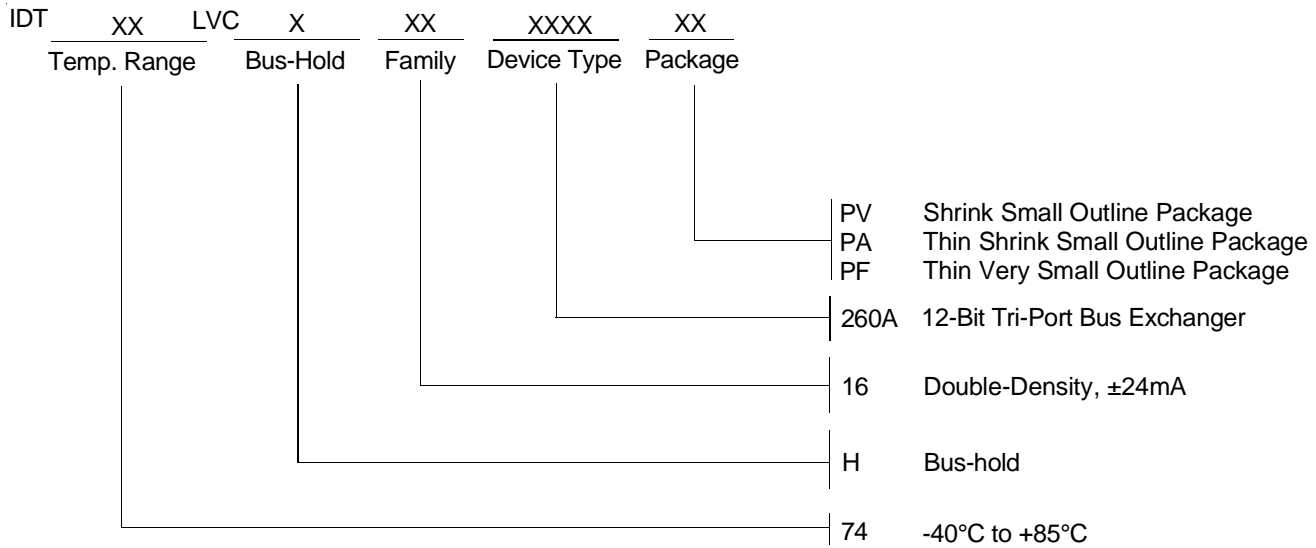 IDT XX LVC X XX XXXX XX
Temp. Range Bus-Hold Family Device Type Package
PV Shrink Small Outline Package
PA Thin Shrink Small Outline Package
PF Thin Very Small Outline Package
260A 12-Bit Tri-Port Bus Exchanger
16 Double-Density, ±24mA
H Bus-hold
74 -40°C to +85°C